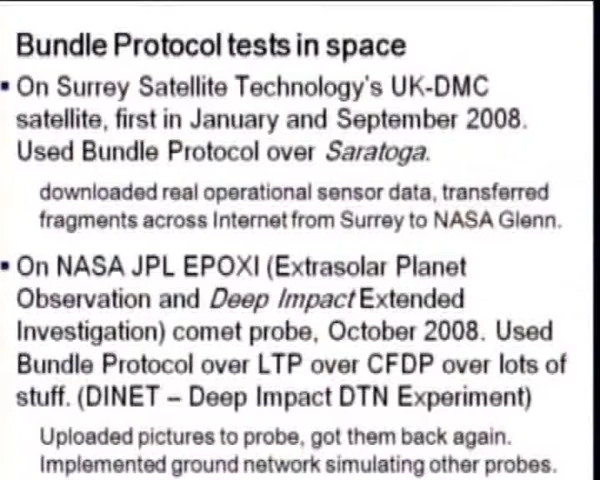 Bundle Protocol tests in space
▪ On Surrey Satellite Technology's UK-DMC
satellite, first in January and September 2008.
Used Bundle Protocol over Saratoga.
downloaded real operational sensor data, transferred
fragments across Internet from Surrey to NASA Glenn.
▪ On NASA JPL EPOXI (Extrasolar Planet
Observation and Deep Impact Extended
Investigation) comet probe, October 2008. Used
Bundle Protocol over LTP over CFDP over lots of
stuff. (DINET – Deep Impact DTN Experiment)
Uploaded pictures to probe, got them back again.
Implemented ground network simulating other probes.